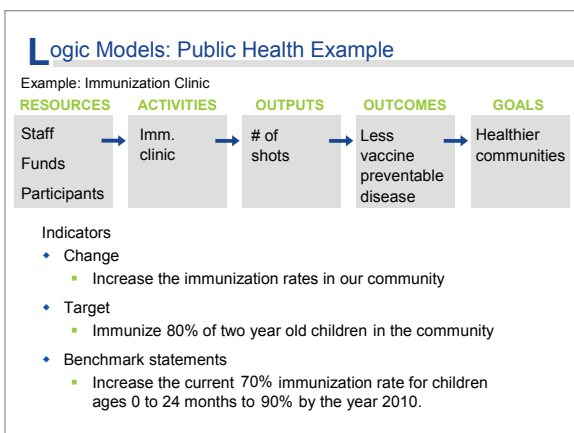 Logic Models: Public Health Example
Example: Immunization Clinic
RESOURCES ACTIVITIES OUTPUTS OUTCOMES GOALS
Staff
Funds
Participants
Imm.
clinic
# of
shots
Less
vaccine
preventable
disease
Healthier
communities
Indicators
Change
Increase the immunization rates in our community
Target
Immunize 80% of two year old children in the community
Benchmark statements
Increase the current 70% immunization rate for children
ages 0 to 24 months to 90% by the year 2010.